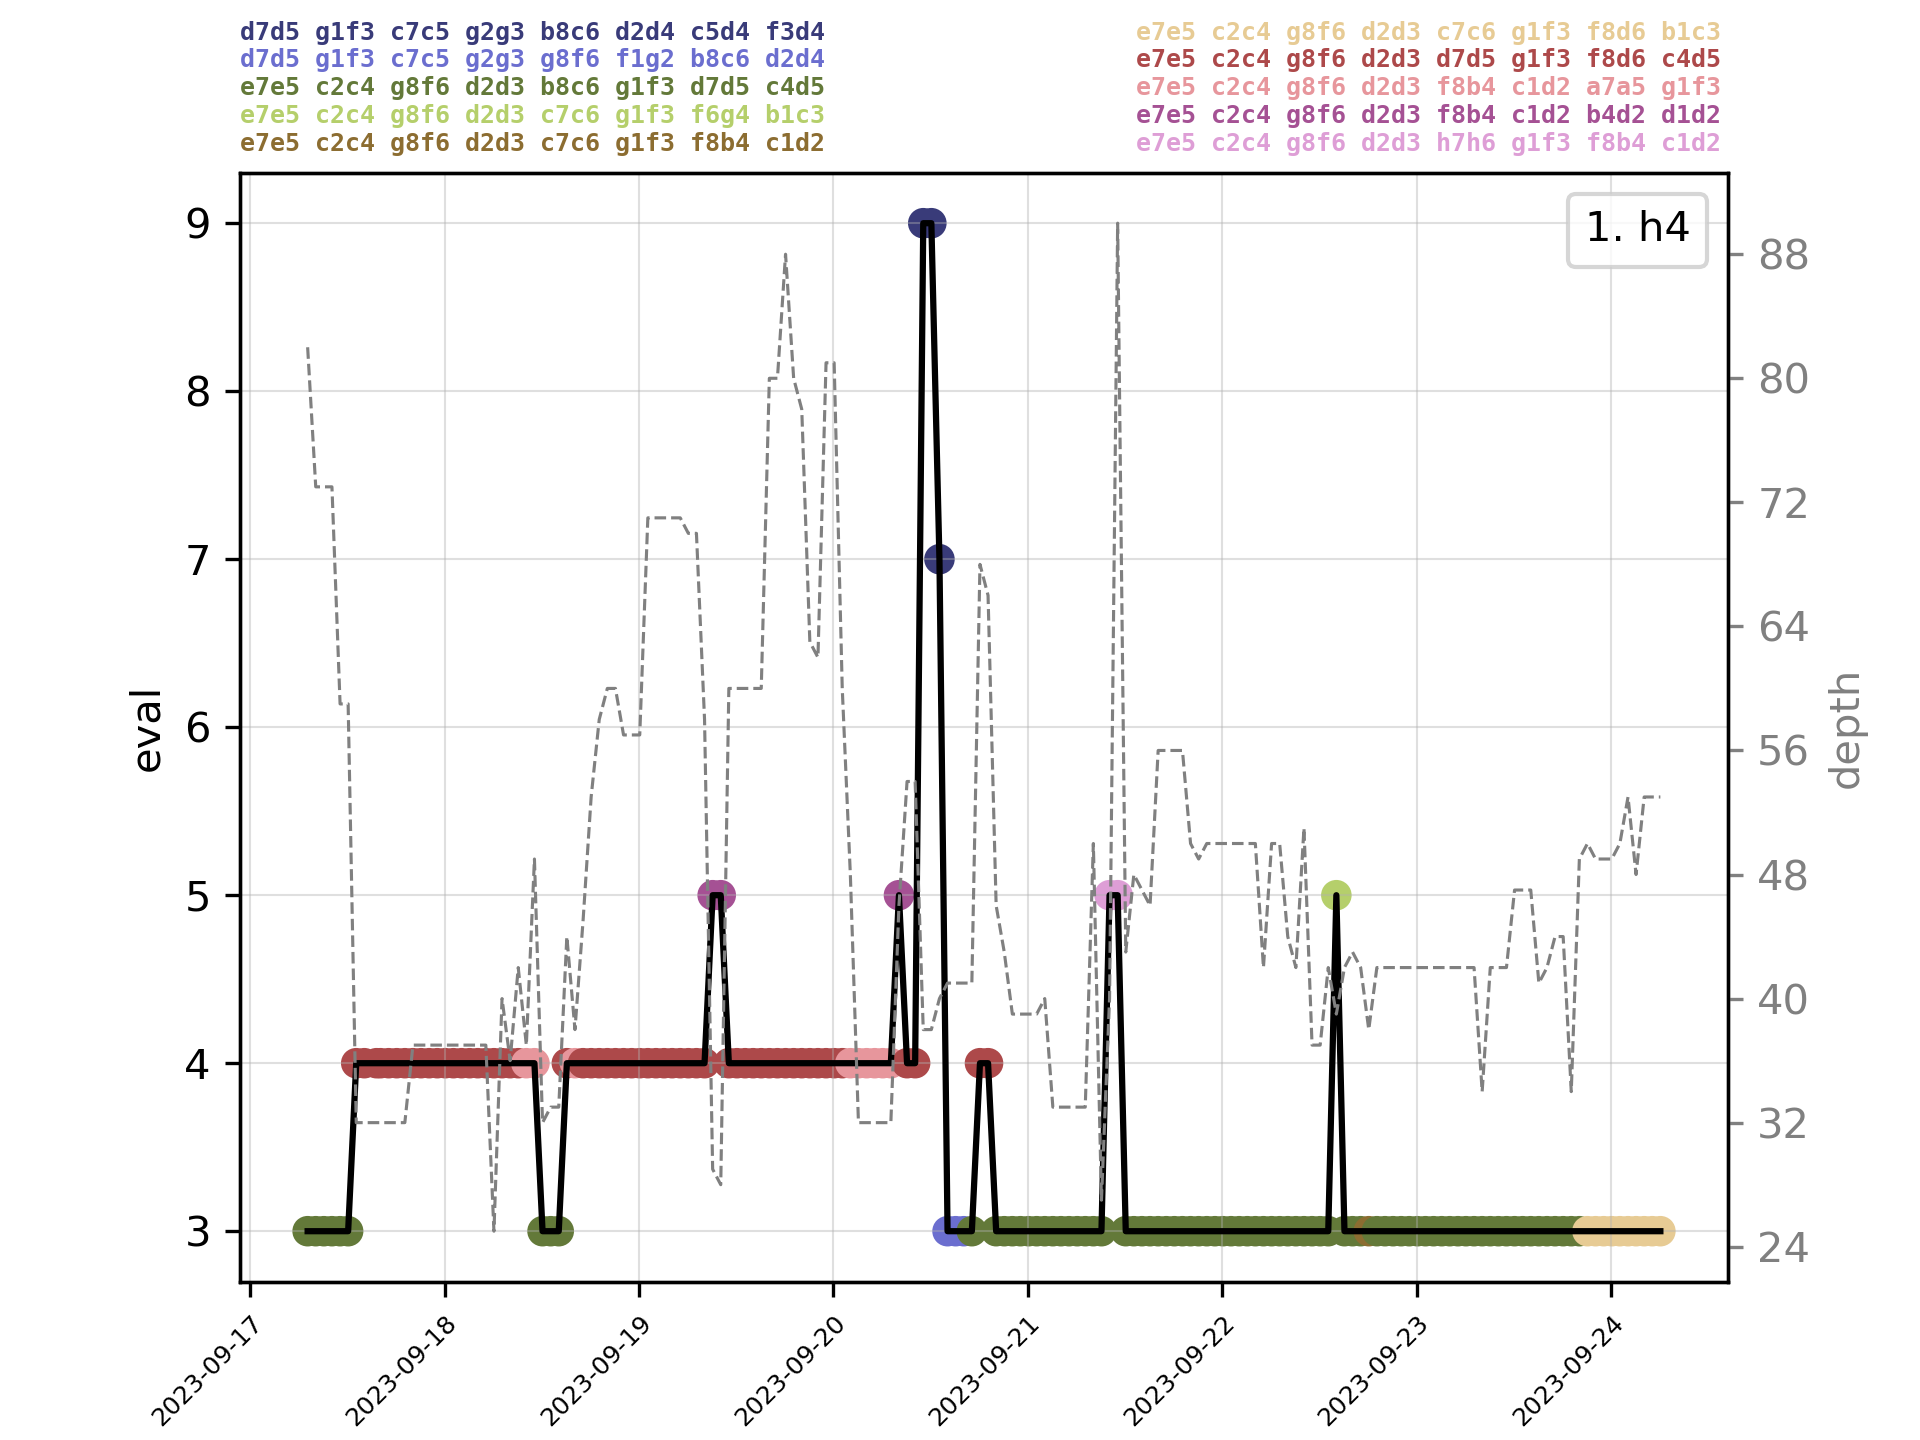 d7d5 g1f3 c7c5 g2g3 b8c6 d2d4 c5d4 f3d4
d7d5 g1f3 c7c5 g2g3 g8f6 f1g2 b8c6 d2d4
e7e5 c2c4 g8f6 d2d3 b8c6 g1f3 d7d5 c4d5
e7e5 c2c4 g8f6 d2d3 c7c6 g1f3 f6g4 b1c3
e7e5 c2c4 g8f6 d2d3 c7c6 g1f3 f8b4 c1d2
e7e5 c2c4 g8f6 d2d3 c7c6 g1f3 f8d6 b1c3
e7e5 c2c4 g8f6 d2d3 d7d5 g1f3 f8d6 c4d5
e7e5 c2c4 g8f6 d2d3 f8b4 c1d2 a7a5 g1f3
e7e5 c2c4 g8f6 d2d3 f8b4 c1d2 b4d2 d1d2
e7e5 c2c4 g8f6 d2d3 h7h6 g1f3 f8b4 c1d2
1. h4
eval
9
8
7
6
5
4
3
depth
88
80
72
64
56
48
40
32
24
2023-09-17
2023-09-18
2023-09-19
2023-09-20
2023-09-21
2023-09-22
2023-09-23
2023-09-24